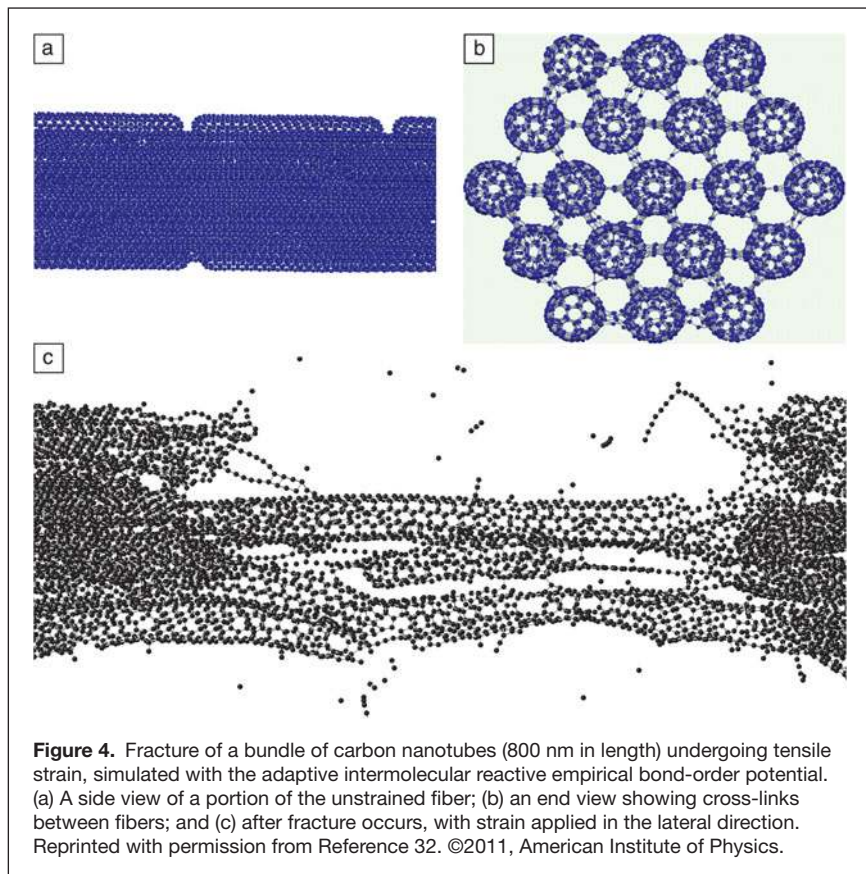 a
b
c
Figure 4. Fracture of a bundle of carbon nanotubes (800 nm in length) undergoing tensile
strain, simulated with the adaptive intermolecular reactive empirical bond-order potential.
(a) A side view of a portion of the unstrained fiber; (b) an end view showing cross-links
between fibers; and (c) after fracture occurs, with strain applied in the lateral direction.
Reprinted with permission from Reference 32. ©2011, American Institute of Physics.